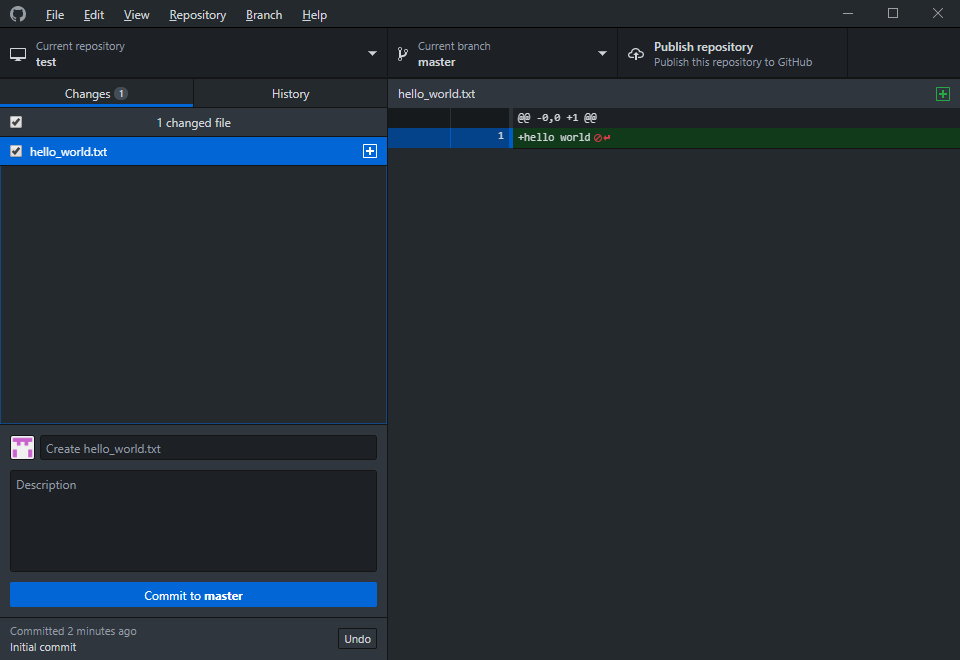 File Edit View Repository Branch Help
Current repository
test
Current branch
master
Publish repository
Publish this repository to GitHub
Changes 1
History
hello_world.txt
1 changed file
@@ -0,0 +1 @@
hello_world.txt
1 +hello world
Create hello_world.txt
Description
Commit to master
Committed 2 minutes ago
Initial commit
Undo